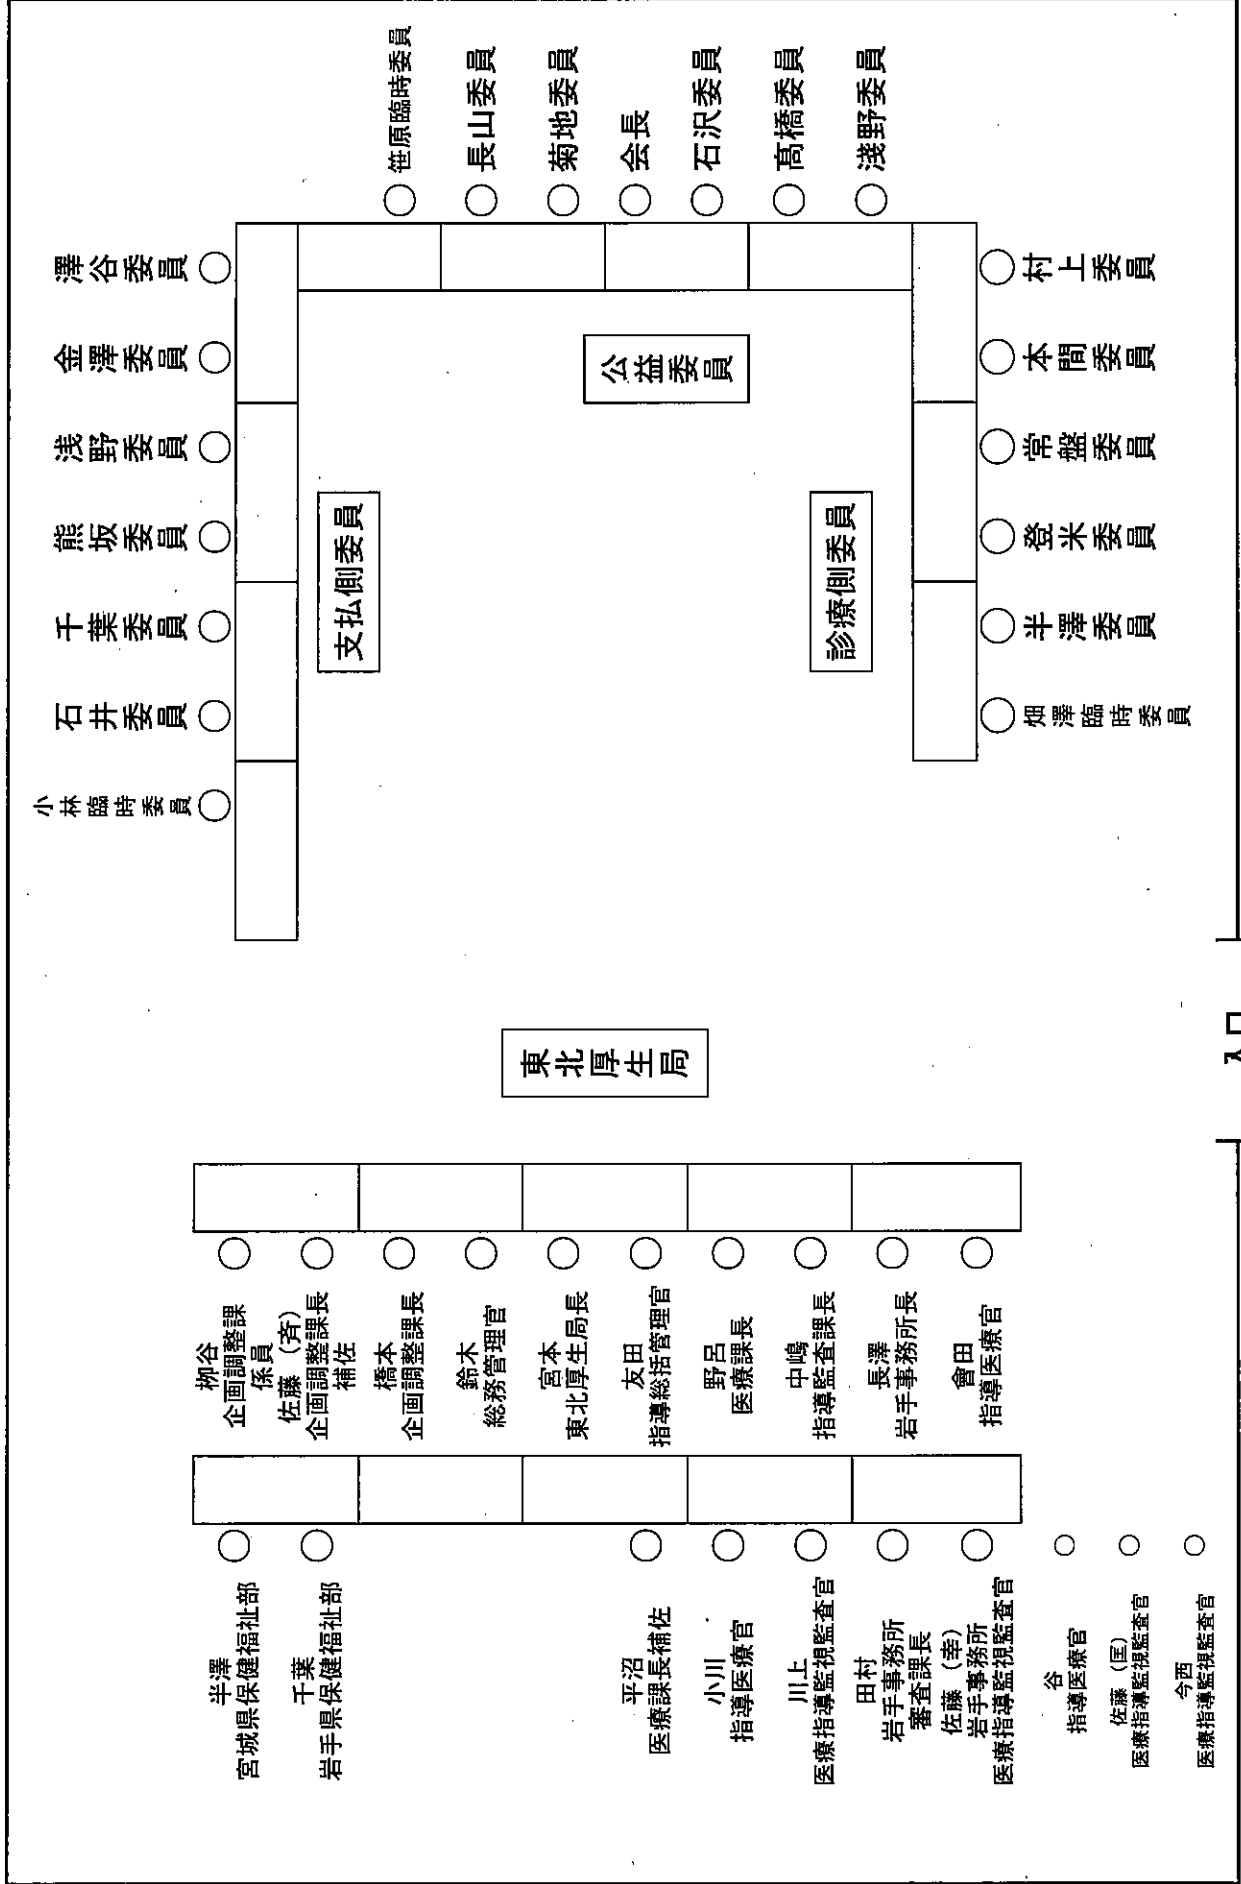 笹原臨時委員
長山委員
菊地委員
会長
石沢委員
髙橋委員
淺野委員
澤谷委員
金澤委員
浅野委員
熊坂委員
千葉委員
石井委員
小林臨時委員
支払側委員
公益委員
診療側委員
村上委員
本間委員
常盤委員
登米委員
半澤委員
畑澤臨時委員
東北厚生局
入口
栁谷
企画調整課
係員
佐藤（斉）
企画調整課長
補佐
橋本
企画調整課長
鈴木
総務管理官
宮本
東北厚生局長
友田
指導総括管理官
野呂
医療課長
中嶋
指導監査課長
長澤
岩手事務所長
會田
指導医療官
半澤
宮城県保健福祉部
千葉
岩手県保健福祉部
平沼
医療課長補佐
小川
指導医療官
川上
医療指導監視監査官
田村
岩手事務所
審査課長
佐藤（幸）
岩手事務所
医療指導監視監査官
谷
指導医療官
佐藤（匡）
医療指導監視監査官
今西
医療指導監視監査官